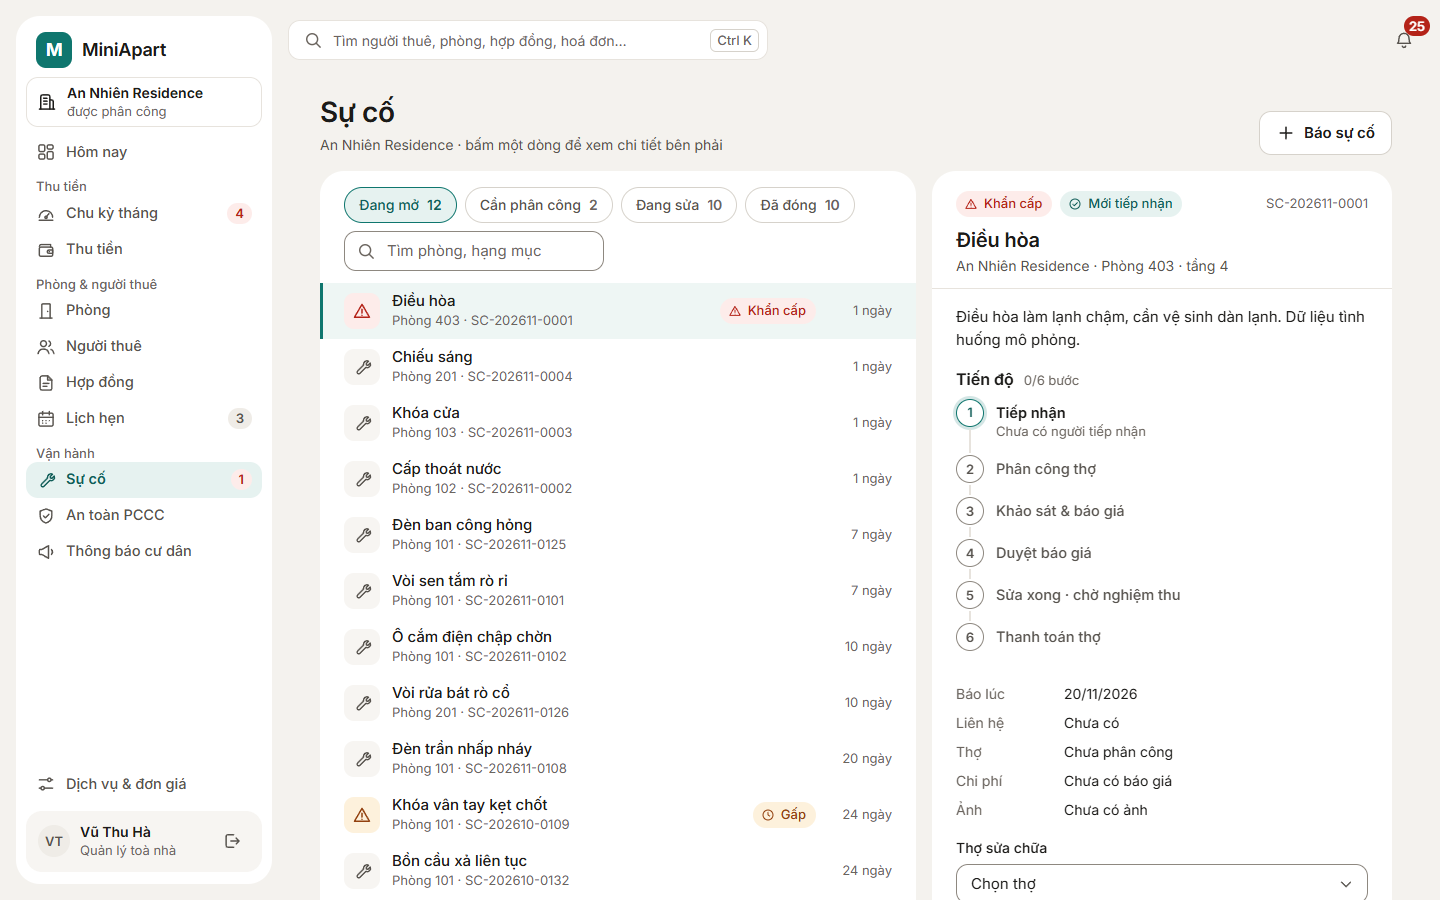 M MiniApart
An Nhiên Residence
được phân công
Hôm nay
Thu tiền
Chu kỳ tháng 4
Thu tiền
Phòng & người thuê
Phòng
Người thuê
Hợp đồng
Lịch hẹn 3
Vận hành
Sự cố 1
An toàn PCCC
Thông báo cư dân
Dịch vụ & đơn giá
VT
Vũ Thu Hà
Quản lý toà nhà
Tìm người thuê, phòng, hợp đồng, hoá đơn... Ctrl K
25
Sự cố
An Nhiên Residence · bấm một dòng để xem chi tiết bên phải
Báo sự cố
Đang mở 12 Cần phân công 2 Đang sửa 10 Đã đóng 10
Tìm phòng, hạng mục
Điều hòa
Phòng 403 · SC-202611-0001
Khẩn cấp
1 ngày
Chiếu sáng
Phòng 201 · SC-202611-0004
1 ngày
Khóa cửa
Phòng 103 · SC-202611-0003
1 ngày
Cấp thoát nước
Phòng 102 · SC-202611-0002
1 ngày
Đèn ban công hỏng
Phòng 101 · SC-202611-0125
7 ngày
Vòi sen tắm rò rỉ
Phòng 101 · SC-202611-0101
7 ngày
Ổ cắm điện chập chờn
Phòng 101 · SC-202611-0102
10 ngày
Vòi rửa bát rò cổ
Phòng 201 · SC-202611-0126
10 ngày
Đèn trần nhấp nháy
Phòng 101 · SC-202611-0108
20 ngày
Khóa vân tay kẹt chốt
Phòng 101 · SC-202610-0109
Gấp
24 ngày
Bồn cầu xả liên tục
Phòng 101 · SC-202610-0132
24 ngày
Khẩn cấp Mới tiếp nhận SC-202611-0001
Điều hòa
An Nhiên Residence · Phòng 403 · tầng 4
Điều hòa làm lạnh chậm, cần vệ sinh dàn lạnh. Dữ liệu tình
huống mô phỏng.
Tiến độ 0/6 bước
1 Tiếp nhận
Chưa có người tiếp nhận
2 Phân công thợ
3 Khảo sát & báo giá
4 Duyệt báo giá
5 Sửa xong · chờ nghiệm thu
6 Thanh toán thợ
Báo lúc 20/11/2026
Liên hệ Chưa có
Thợ Chưa phân công
Chi phí Chưa có báo giá
Ảnh Chưa có ảnh
Thợ sửa chữa
Chọn thợ